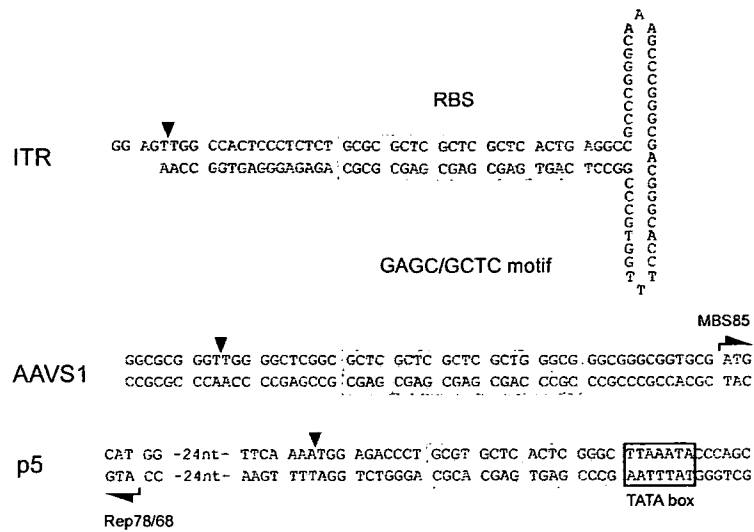 A
ACGGGCCCG
AGCCCGGGCGACGGGCACCT
RBS
ITR
GG AGTTGG CCACTCCCTCTCT GCGC GCTC GCTC GCTC ACTG AGGCC
AACC GGTGAGGGAGAGA CGCG CGAG CGAG CGAG TGAC TCCGG
CCCGTGGT
T
GAGC/GCTC motif
MBS85
AAVS1
GGCGCG GGTTGG GGCTCGGC GCTC GCTC GCTC GCTG GGCG GGCGGGCGGTGCG ATG
CCGCGC CCAACC CCGAGCCG CGAG CGAG CGAG CGAC CCGC CCGCCCGCCACGC TAC
p5
CAT GG -24nt- TTCA AAATGG AGACCCT GCGT GCTC ACTC GGGC TTAAATACCCAGC
GTA CC -24nt- AAGT TTTAGG TCTGGGA CGCA CGAG TGAG CCCG AATTTATGGGTCG
TATA box
Rep78/68